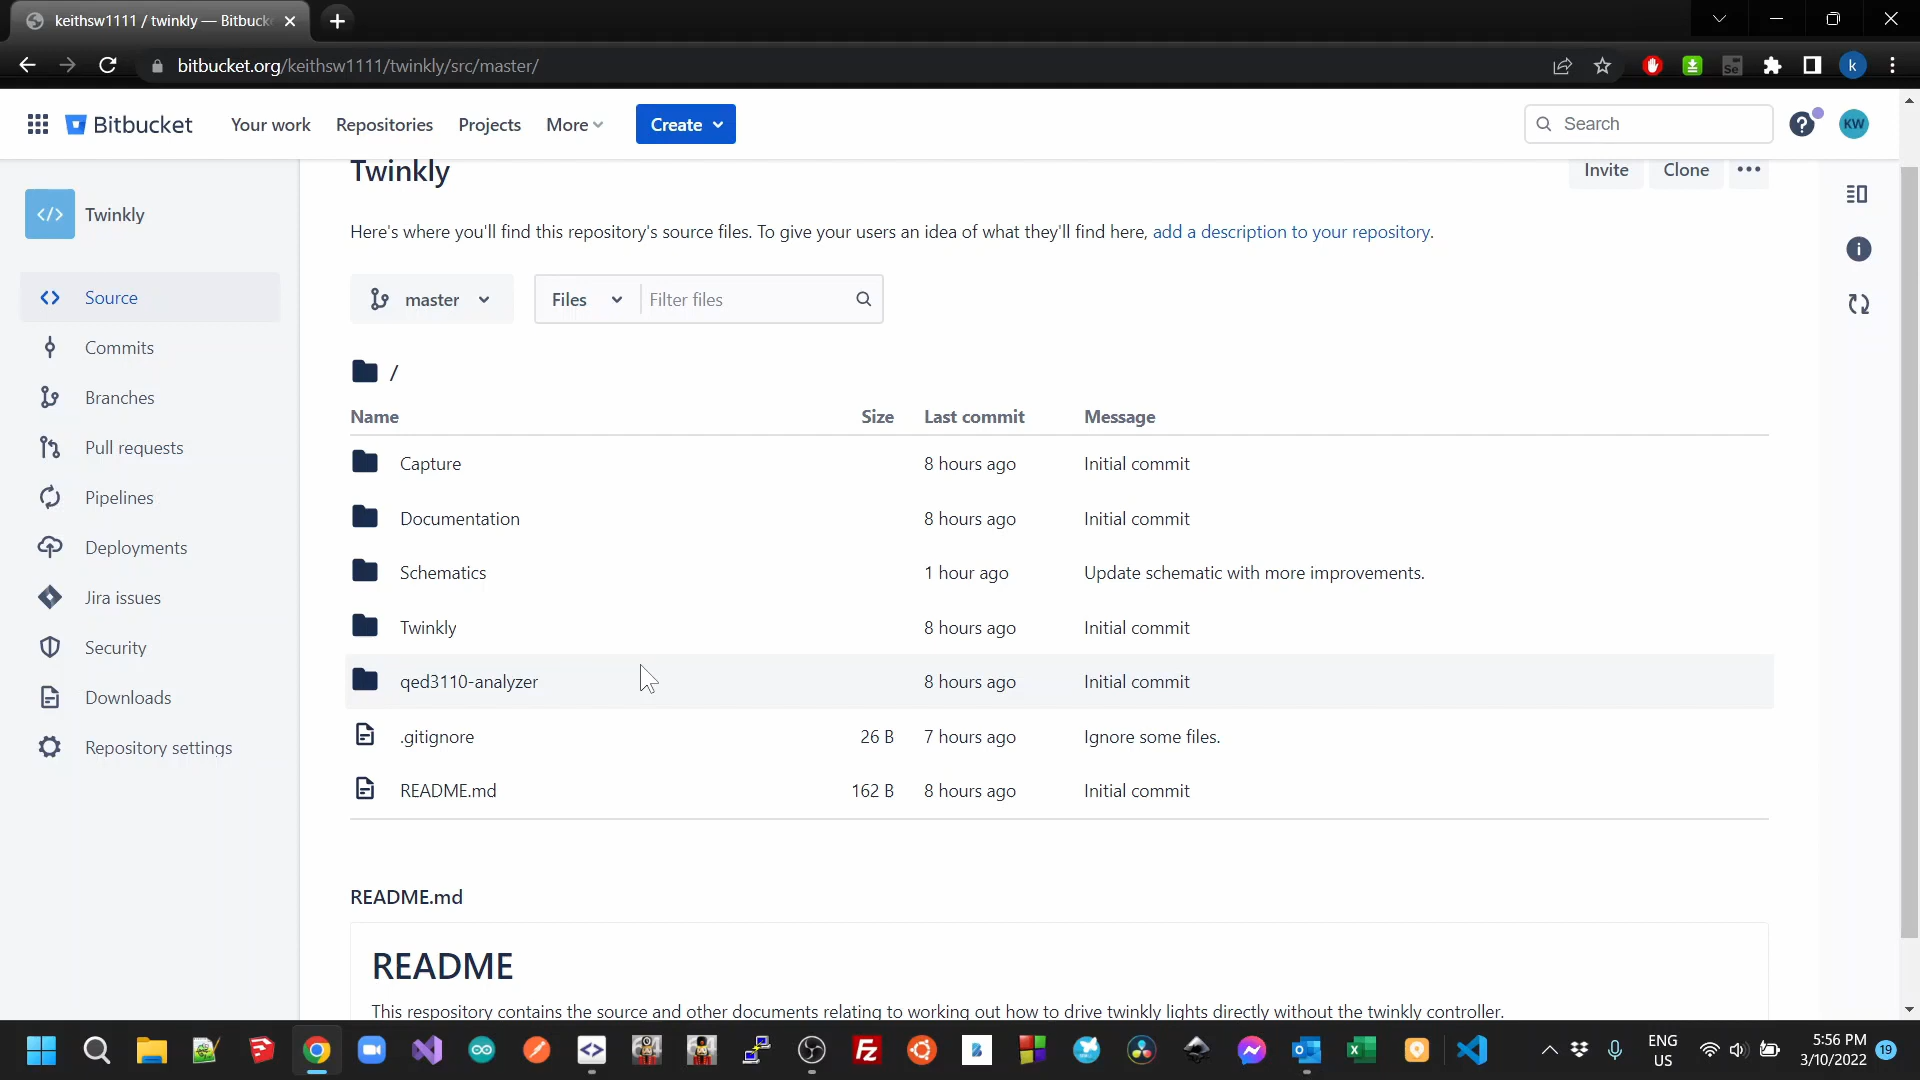 keithsw1111 / twinkly — Bitbuck
bitbucket.org/keithsw1111/twinkly/src/master/
Se
k
Bitbucket
Your work
Repositories
Projects
More
Create
Search
?
KW
Twinkly
Invite
Clone
</> Twinkly
Here's where you'll find this repository's source files. To give your users an idea of what they'll find here, add a description to your repository.
Source
master
Files
Filter files
Commits
/
Branches
Name Size Last commit Message
Pull requests
Capture 8 hours ago Initial commit
Pipelines
Documentation 8 hours ago Initial commit
Deployments
Schematics 1 hour ago Update schematic with more improvements.
Jira issues
Twinkly 8 hours ago Initial commit
Security
qed3110-analyzer 8 hours ago Initial commit
Downloads
.gitignore 26 B 7 hours ago Ignore some files.
Repository settings
README.md 162 B 8 hours ago Initial commit
README.md
README
This respository contains the source and other documents relating to working out how to drive twinkly lights directly without the twinkly controller.
ENG
US
5:56 PM
3/10/2022
19